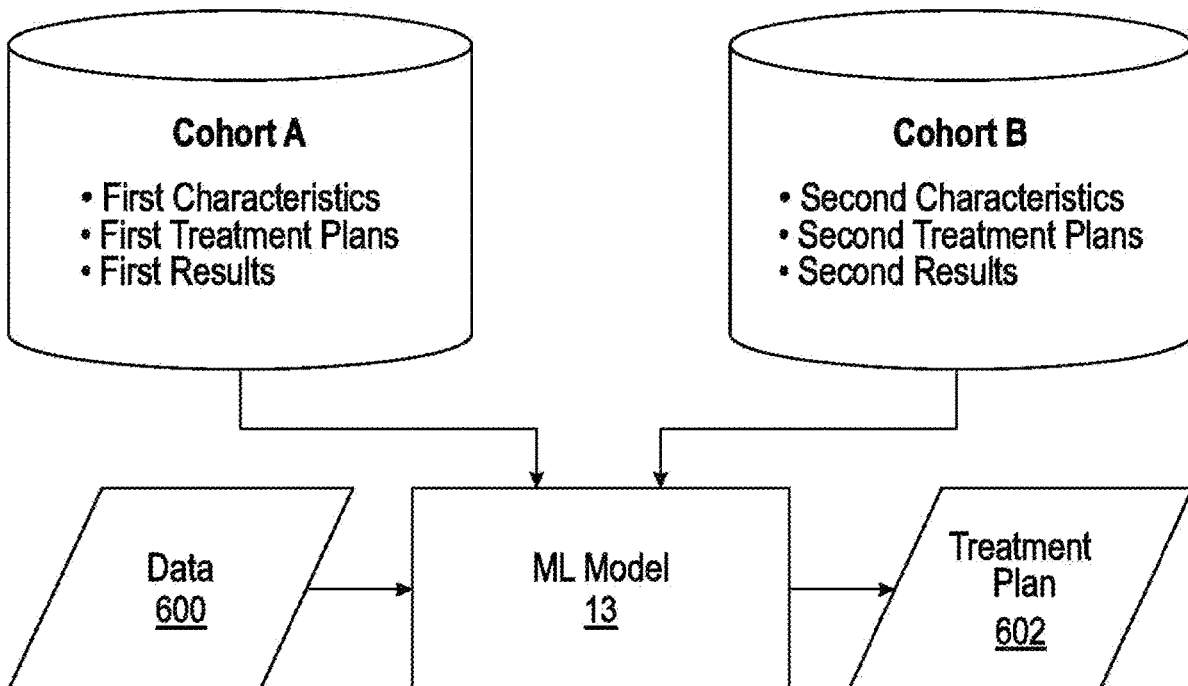 Cohort A
• First Characteristics
• First Treatment Plans
• First Results
Cohort B
• Second Characteristics
• Second Treatment Plans
• Second Results
Data
600
ML Model
13
Treatment
Plan
602